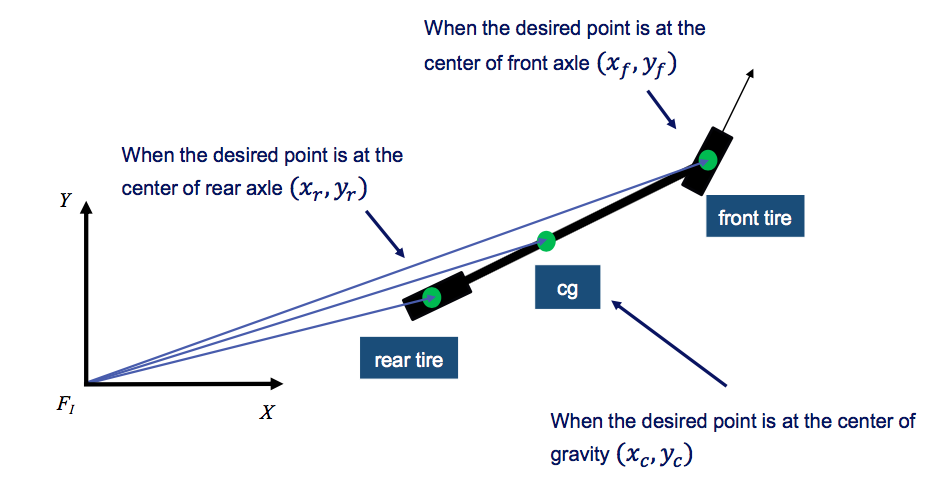 When the desired point is at the
center of front axle (x_f, y_f)
When the desired point is at the
center of rear axle (x_r, y_r)
Y
front tire
cg
rear tire
F_I
X
When the desired point is at the center of
gravity (x_c, y_c)